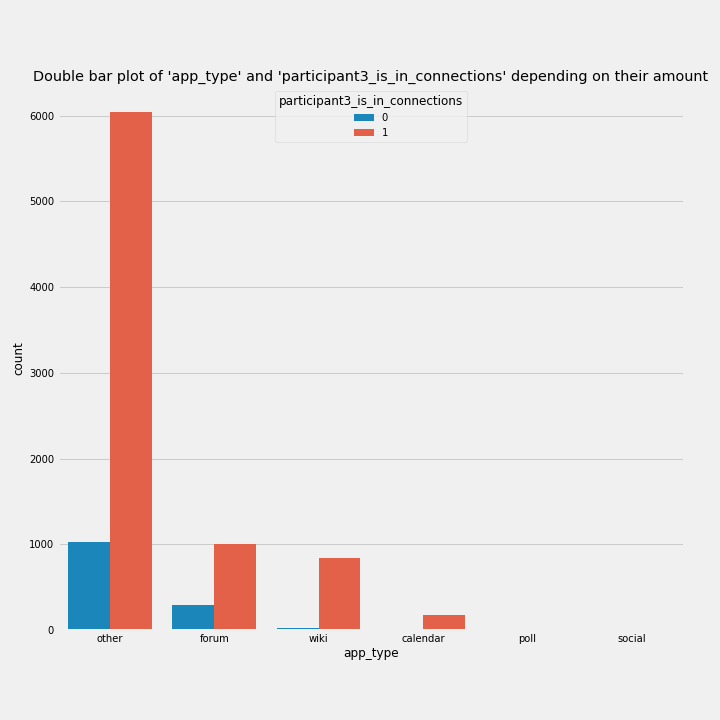 Double bar plot of 'app_type' and 'participant3_is_in_connections' depending on their amount
participant3_is_in_connections
0
1
6000
5000
4000
3000
2000
1000
0
count
other forum wiki calendar poll social
app_type